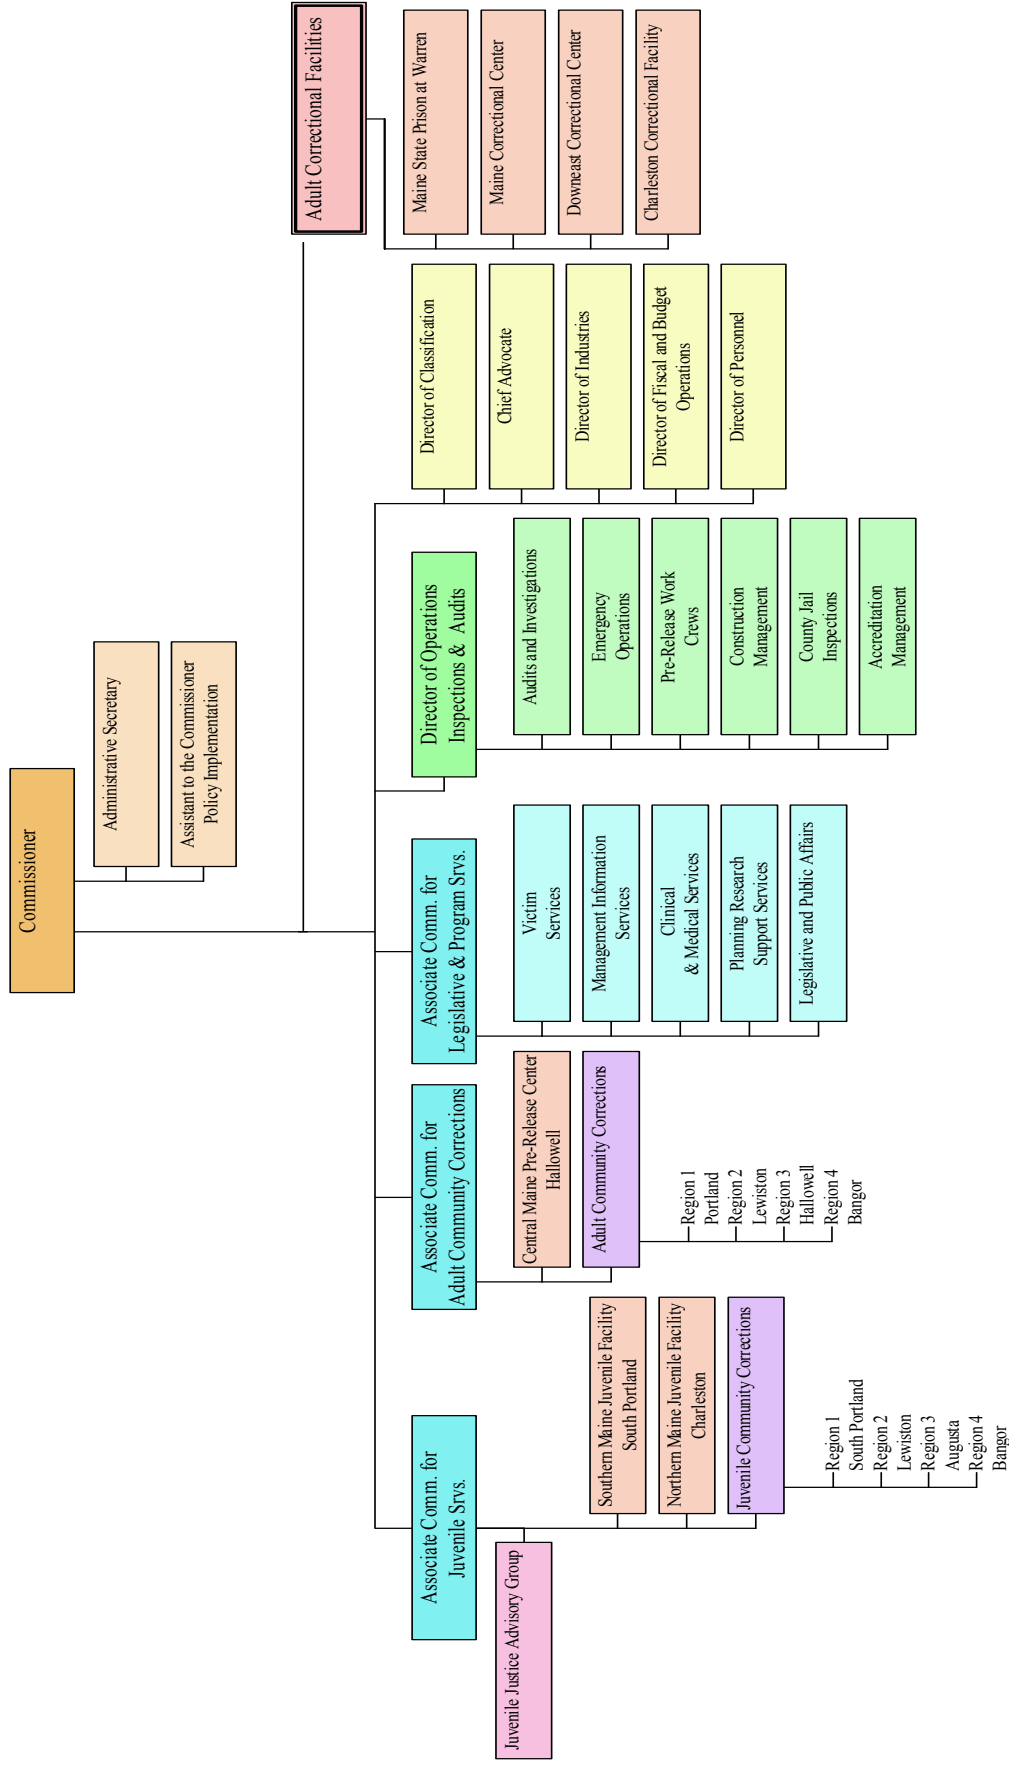 Commissioner
Administrative Secretary
Assistant to the Commissioner
Policy Implementation
Adult Correctional Facilities
Maine State Prison at Warren
Maine Correctional Center
Downeast Correctional Center
Charleston Correctional Facility
Associate Comm. for
Juvenile Srvs.
Juvenile Justice Advisory Group
Southern Maine Juvenile Facility
South Portland
Northern Maine Juvenile Facility
Charleston
Juvenile Community Corrections
Region 1
South Portland
Region 2
Lewiston
Region 3
Augusta
Region 4
Bangor
Associate Comm. for
Adult Community Corrections
Central Maine Pre-Release Center
Hallowell
Adult Community Corrections
Region 1
Portland
Region 2
Lewiston
Region 3
Hallowell
Region 4
Bangor
Associate Comm. for
Legislative & Program Srvs.
Victim
Services
Management Information
Services
Clinical
& Medical Services
Planning Research
Support Services
Legislative and Public Affairs
Director of Operations
Inspections & Audits
Audits and Investigations
Emergency
Operations
Pre-Release Work
Crews
Construction
Management
County Jail
Inspections
Accreditation
Management
Director of Classification
Chief Advocate
Director of Industries
Director of Fiscal and Budget
Operations
Director of Personnel